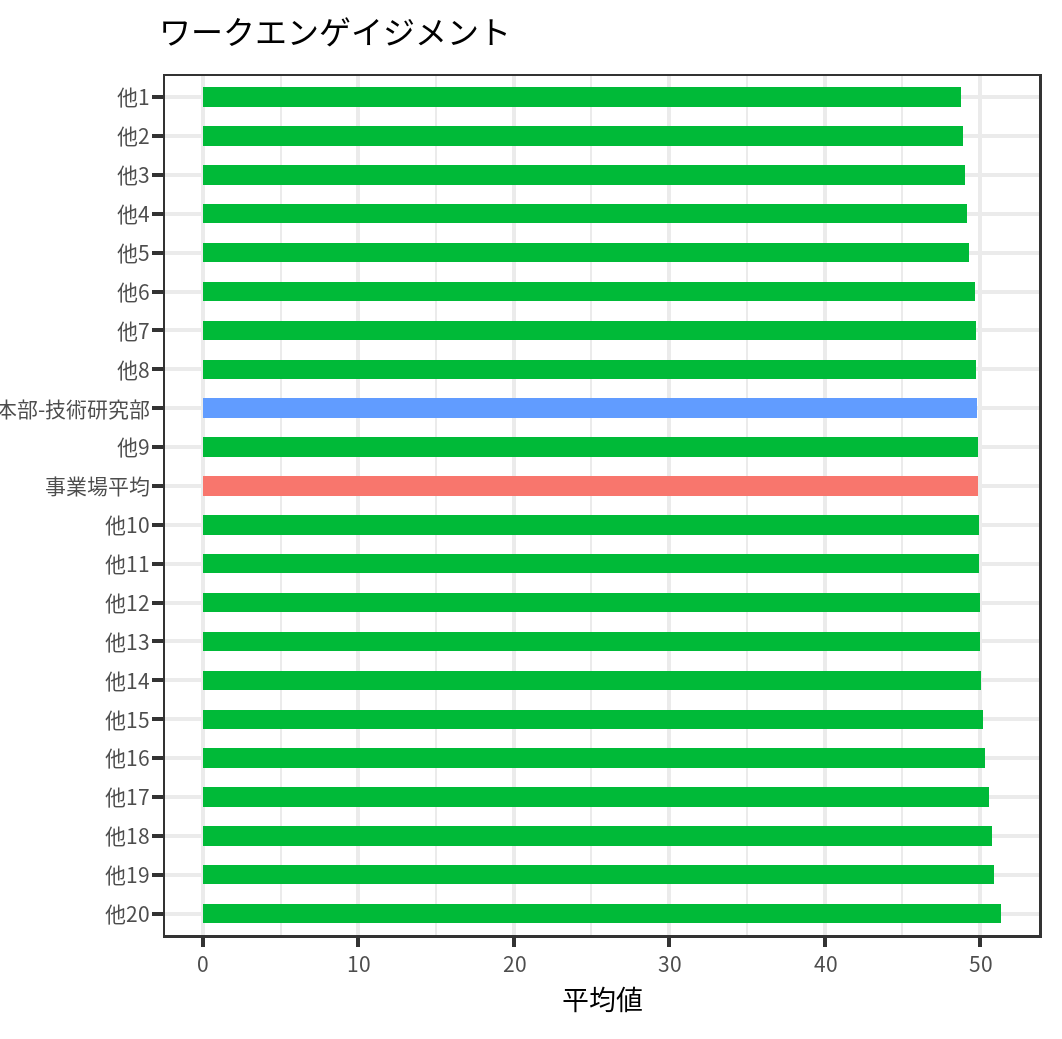 ワークエンゲイジメント
他1
他2
他3
他4
他5
他6
他7
他8
本部-技術研究部
他9
事業場平均
他10
他11
他12
他13
他14
他15
他16
他17
他18
他19
他20
0 10 20 30 40 50
平均値